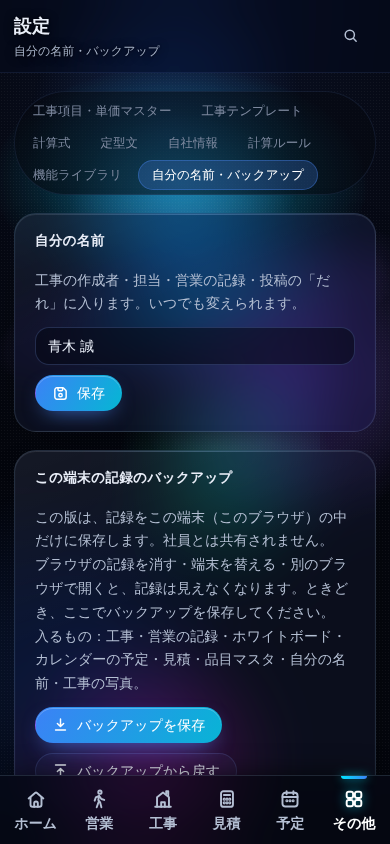 設定
自分の名前・バックアップ
工事項目・単価マスター 工事テンプレート
計算式 定型文 自社情報 計算ルール
機能ライブラリ 自分の名前・バックアップ
自分の名前
工事の作成者・担当・営業の記録・投稿の「だ
れ」に入ります。いつでも変えられます。
青木 誠
保存
この端末の記録のバックアップ
この版は、記録をこの端末（このブラウザ）の中
だけに保存します。社員とは共有されません。
ブラウザの記録を消す・端末を替える・別のブラ
ウザで開くと、記録は見えなくなります。ときど
き、ここでバックアップを保存してください。
入るもの：工事・営業の記録・ホワイトボード・
カレンダーの予定・見積・品目マスタ・自分の名
前・工事の写真。
バックアップを保存
バックアップから戻す
ホーム 営業 工事 見積 予定 その他